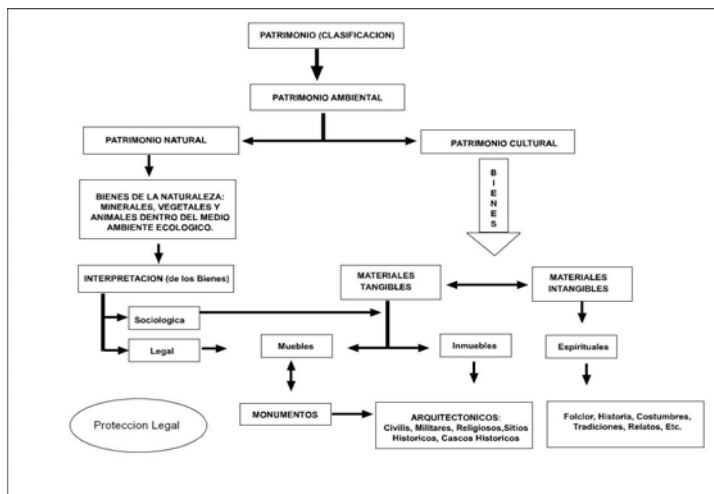 PATRIMONIO (CLASIFICACION)
PATRIMONIO AMBIENTAL
PATRIMONIO NATURAL
PATRIMONIO CULTURAL
BIENES
BIENES DE LA NATURALEZA:
MINERALES, VEGETALES Y
ANIMALES DENTRO DEL MEDIO
AMBIENTE ECOLOGICO.
INTERPRETACION (de los Bienes)
MATERIALES
TANGIBLES
MATERIALES
INTANGIBLES
Sociologica
Legal
Muebles
Inmuebles
Espirituales
MONUMENTOS
ARQUITECTONICOS:
Civilis, Militares, Religiosos,Sitios
Historicos, Cascos Historicos
Folclor, Historia, Costumbres,
Tradiciones, Relatos, Etc.
Proteccion Legal